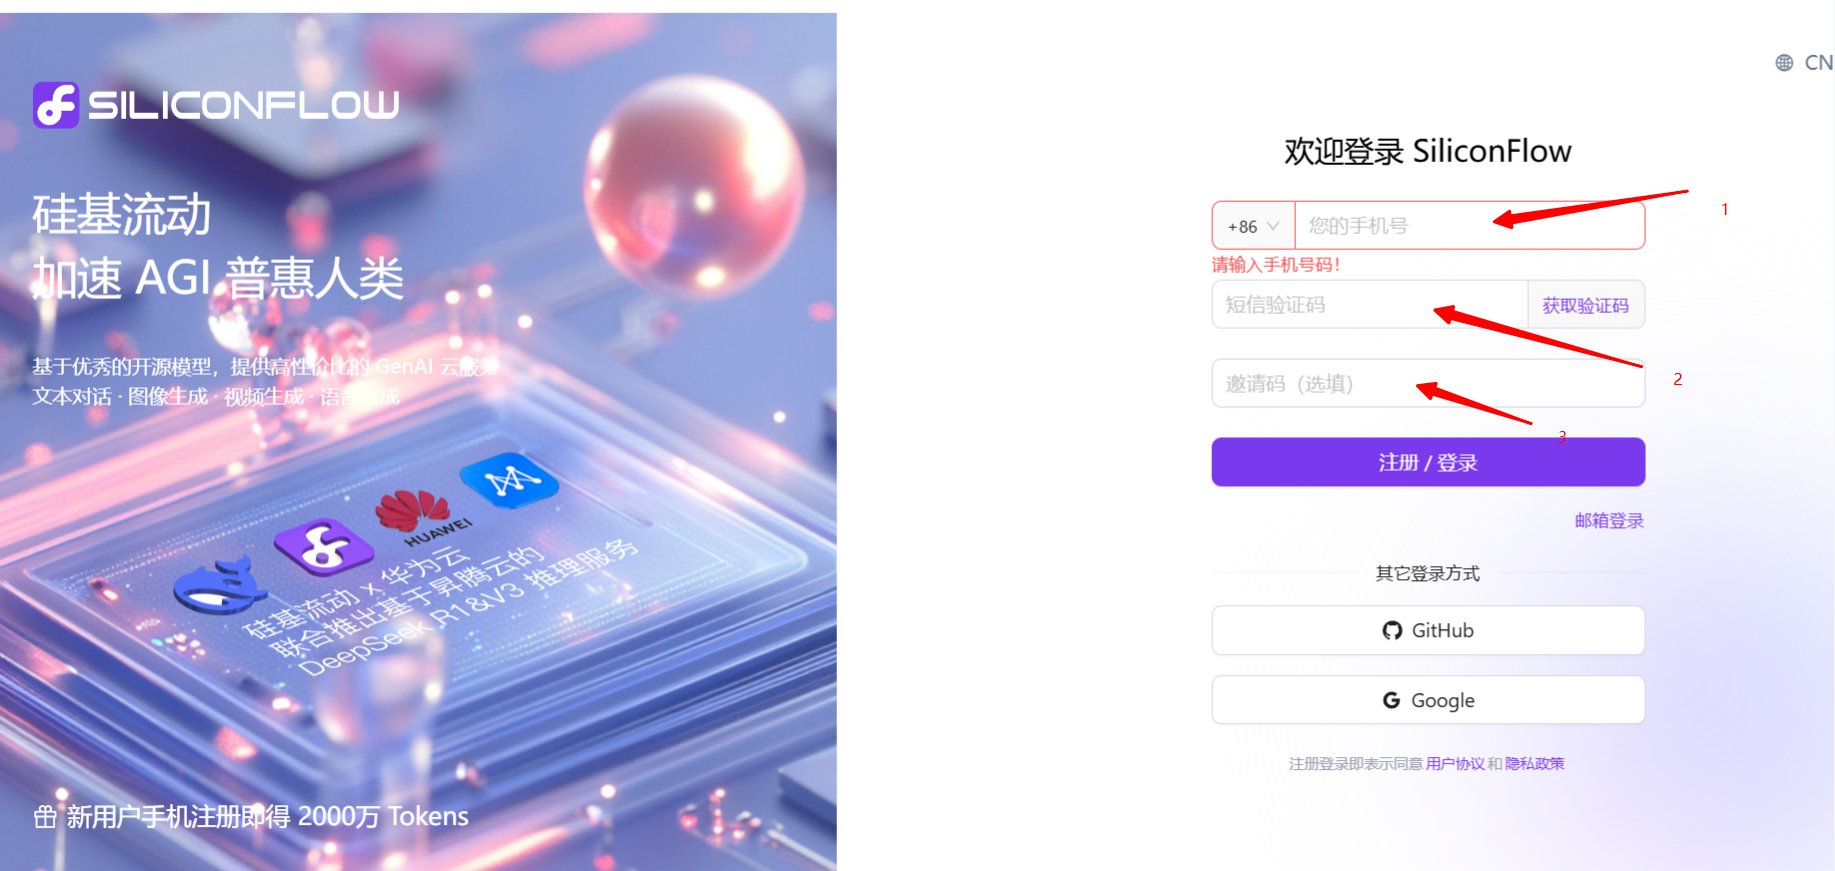 SILICONFLOW
硅基流动
加速 AGI 普惠人类
基于优秀的开源模型，提供高性价比的 GenAI 云服务
文本对话 · 图像生成 · 视频生成 · 语音生成
HUAWEI
硅基流动 x 华为云
联合推出基于昇腾云的
DeepSeek R1&V3 推理服务
新用户手机注册即得 2000万 Tokens
CN
欢迎登录 SiliconFlow
+86 您的手机号
1
请输入手机号码！
短信验证码 获取验证码
2
邀请码（选填）
3
注册 / 登录
邮箱登录
其它登录方式
GitHub
Google
注册登录即表示同意 用户协议 和 隐私政策